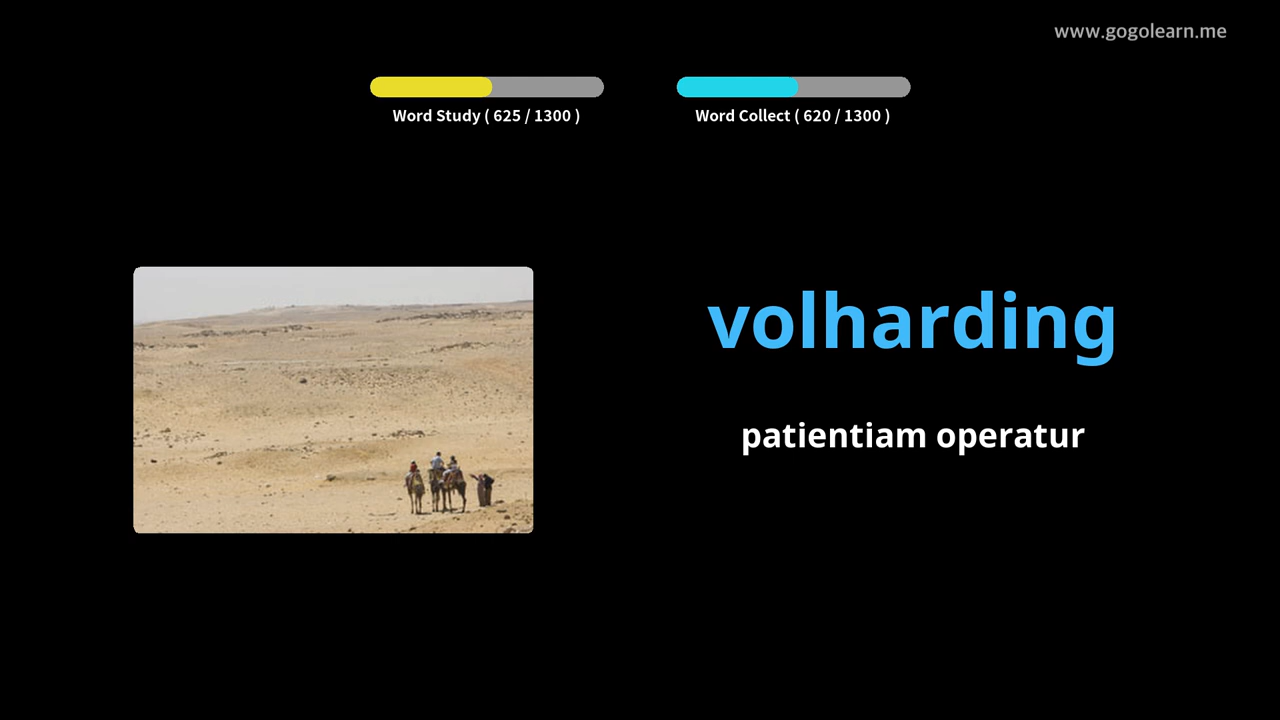 www.gogolearn.me
Word Study ( 625 / 1300 )
Word Collect ( 620 / 1300 )
volharding
patientiam operatur